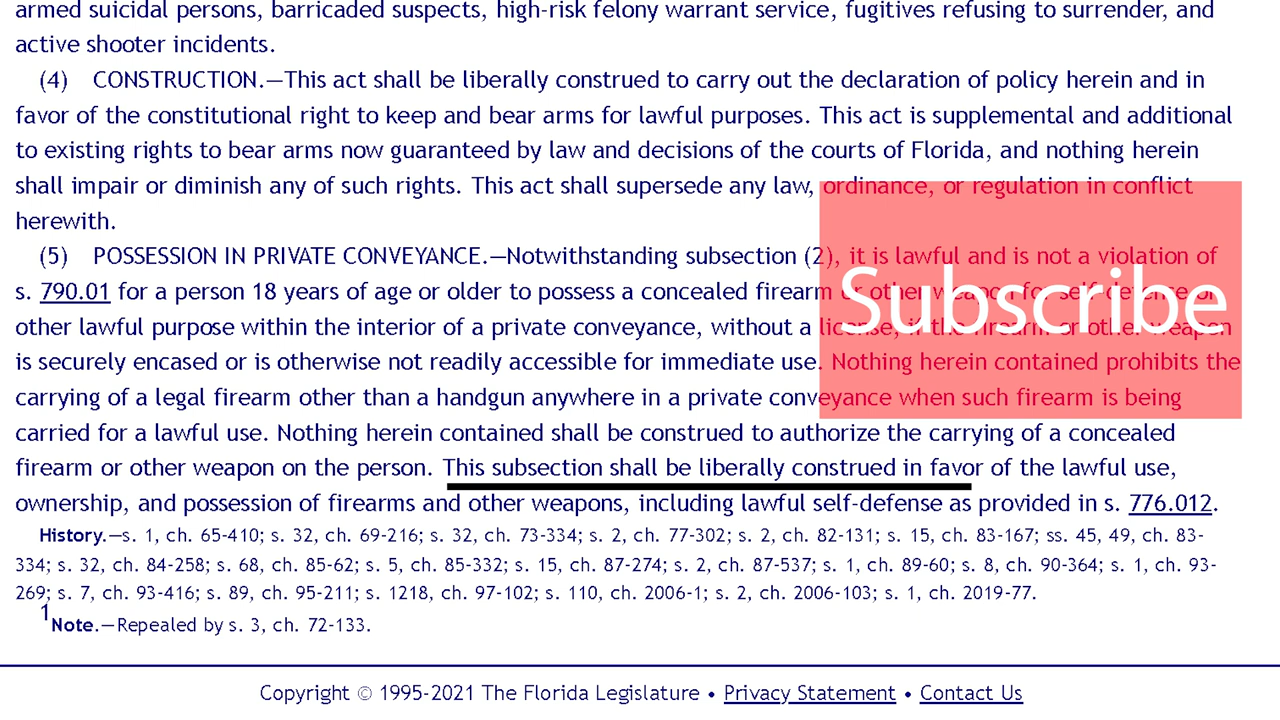 armed suicidal persons, barricaded suspects, high-risk felony warrant service, fugitives refusing to surrender, and
active shooter incidents.
(4) CONSTRUCTION.—This act shall be liberally construed to carry out the declaration of policy herein and in
favor of the constitutional right to keep and bear arms for lawful purposes. This act is supplemental and additional
to existing rights to bear arms now guaranteed by law and decisions of the courts of Florida, and nothing herein
shall impair or diminish any of such rights. This act shall supersede any law, ordinance, or regulation in conflict
herewith.
(5) POSSESSION IN PRIVATE CONVEYANCE.—Notwithstanding subsection (2), it is lawful and is not a violation of
s. 790.01 for a person 18 years of age or older to possess a concealed firearm or other weapon for self-defense or
Subscribe
other lawful purpose within the interior of a private conveyance, without a license, if the firearm or other weapon
is securely encased or is otherwise not readily accessible for immediate use. Nothing herein contained prohibits the
carrying of a legal firearm other than a handgun anywhere in a private conveyance when such firearm is being
carried for a lawful use. Nothing herein contained shall be construed to authorize the carrying of a concealed
firearm or other weapon on the person. This subsection shall be liberally construed in favor of the lawful use,
ownership, and possession of firearms and other weapons, including lawful self-defense as provided in s. 776.012.
History.—s. 1, ch. 65-410; s. 32, ch. 69-216; s. 32, ch. 73-334; s. 2, ch. 77-302; s. 2, ch. 82-131; s. 15, ch. 83-167; ss. 45, 49, ch. 83-
334; s. 32, ch. 84-258; s. 68, ch. 85-62; s. 5, ch. 85-332; s. 15, ch. 87-274; s. 2, ch. 87-537; s. 1, ch. 89-60; s. 8, ch. 90-364; s. 1, ch. 93-
269; s. 7, ch. 93-416; s. 89, ch. 95-211; s. 1218, ch. 97-102; s. 110, ch. 2006-1; s. 2, ch. 2006-103; s. 1, ch. 2019-77.
1Note.—Repealed by s. 3, ch. 72-133.
Copyright © 1995-2021 The Florida Legislature • Privacy Statement • Contact Us